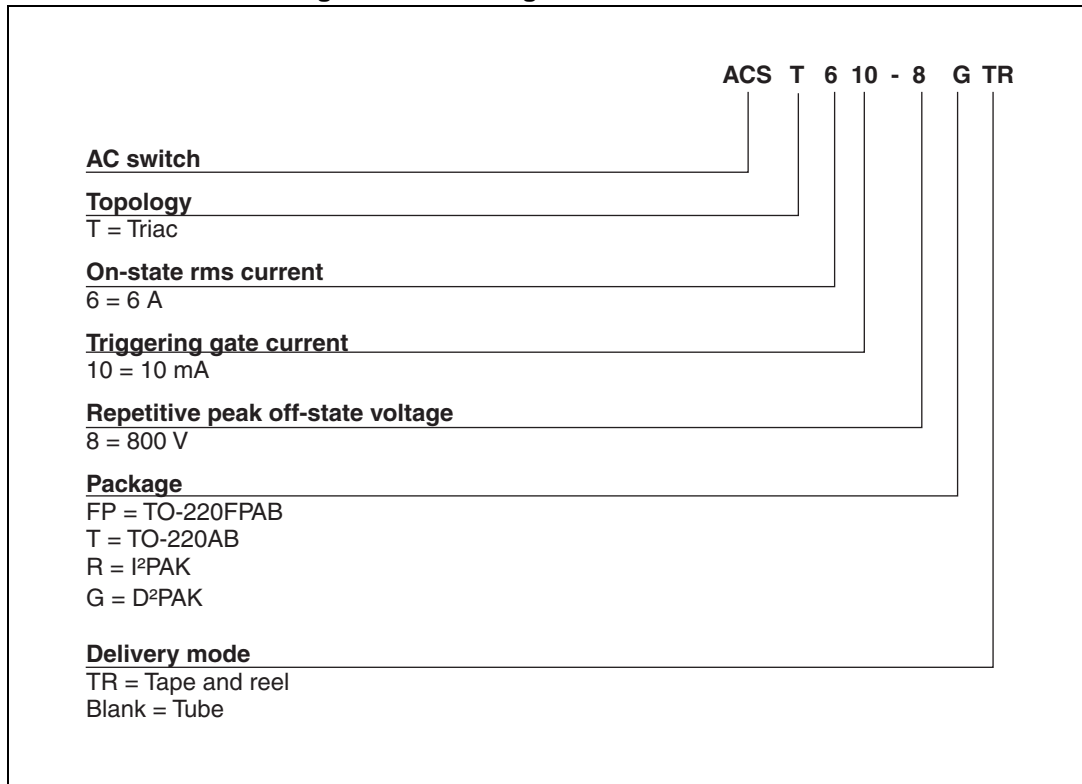 ACS T 6 10 - 8 G TR
AC switch
Topology
T = Triac
On-state rms current
6 = 6 A
Triggering gate current
10 = 10 mA
Repetitive peak off-state voltage
8 = 800 V
Package
FP = TO-220FPAB
T = TO-220AB
R = I²PAK
G = D²PAK
Delivery mode
TR = Tape and reel
Blank = Tube